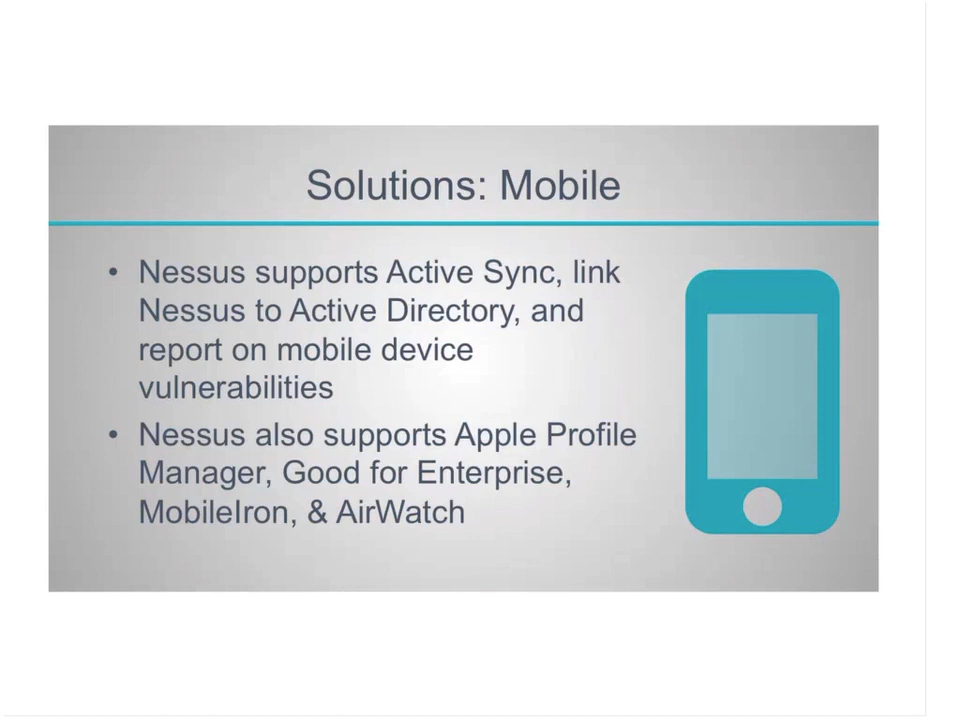 Solutions: Mobile
• Nessus supports Active Sync, link
Nessus to Active Directory, and
report on mobile device
vulnerabilities
• Nessus also supports Apple Profile
Manager, Good for Enterprise,
MobileIron, & AirWatch